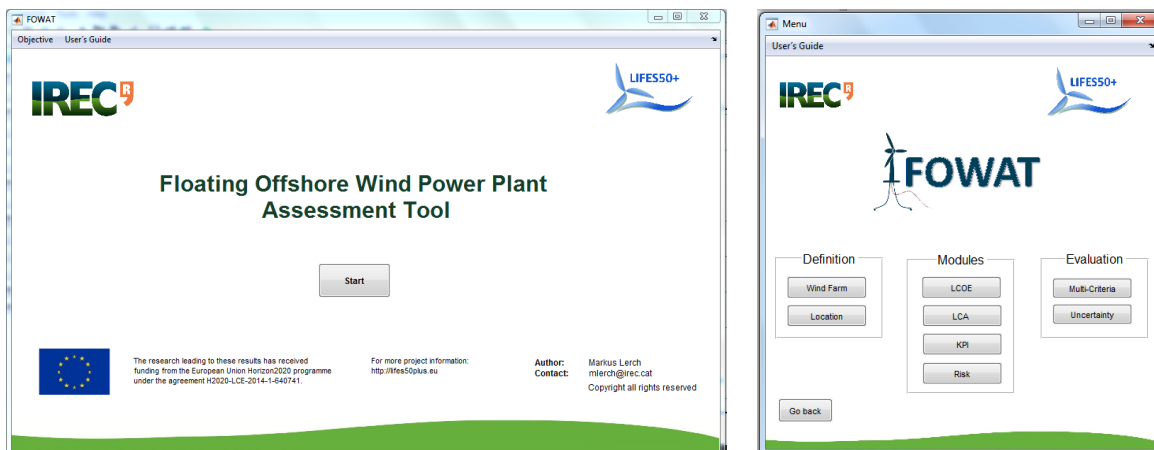 FOWAT
Objective User's Guide
IREC
LIFES50+
Floating Offshore Wind Power Plant
Assessment Tool
Start
The research leading to these results has received
funding from the European Union Horizon2020 programme
under the agreement H2020-LCE-2014-1-640741.
For more project information:
http://lifes50plus.eu
Author: Markus Lerch
Contact: mlerch@irec.cat
Copyright all rights reserved
Menu
User's Guide
IREC
LIFES50+
FOWAT
Definition
Wind Farm
Location
Modules
LCOE
LCA
KPI
Risk
Evaluation
Multi-Criteria
Uncertainty
Go back